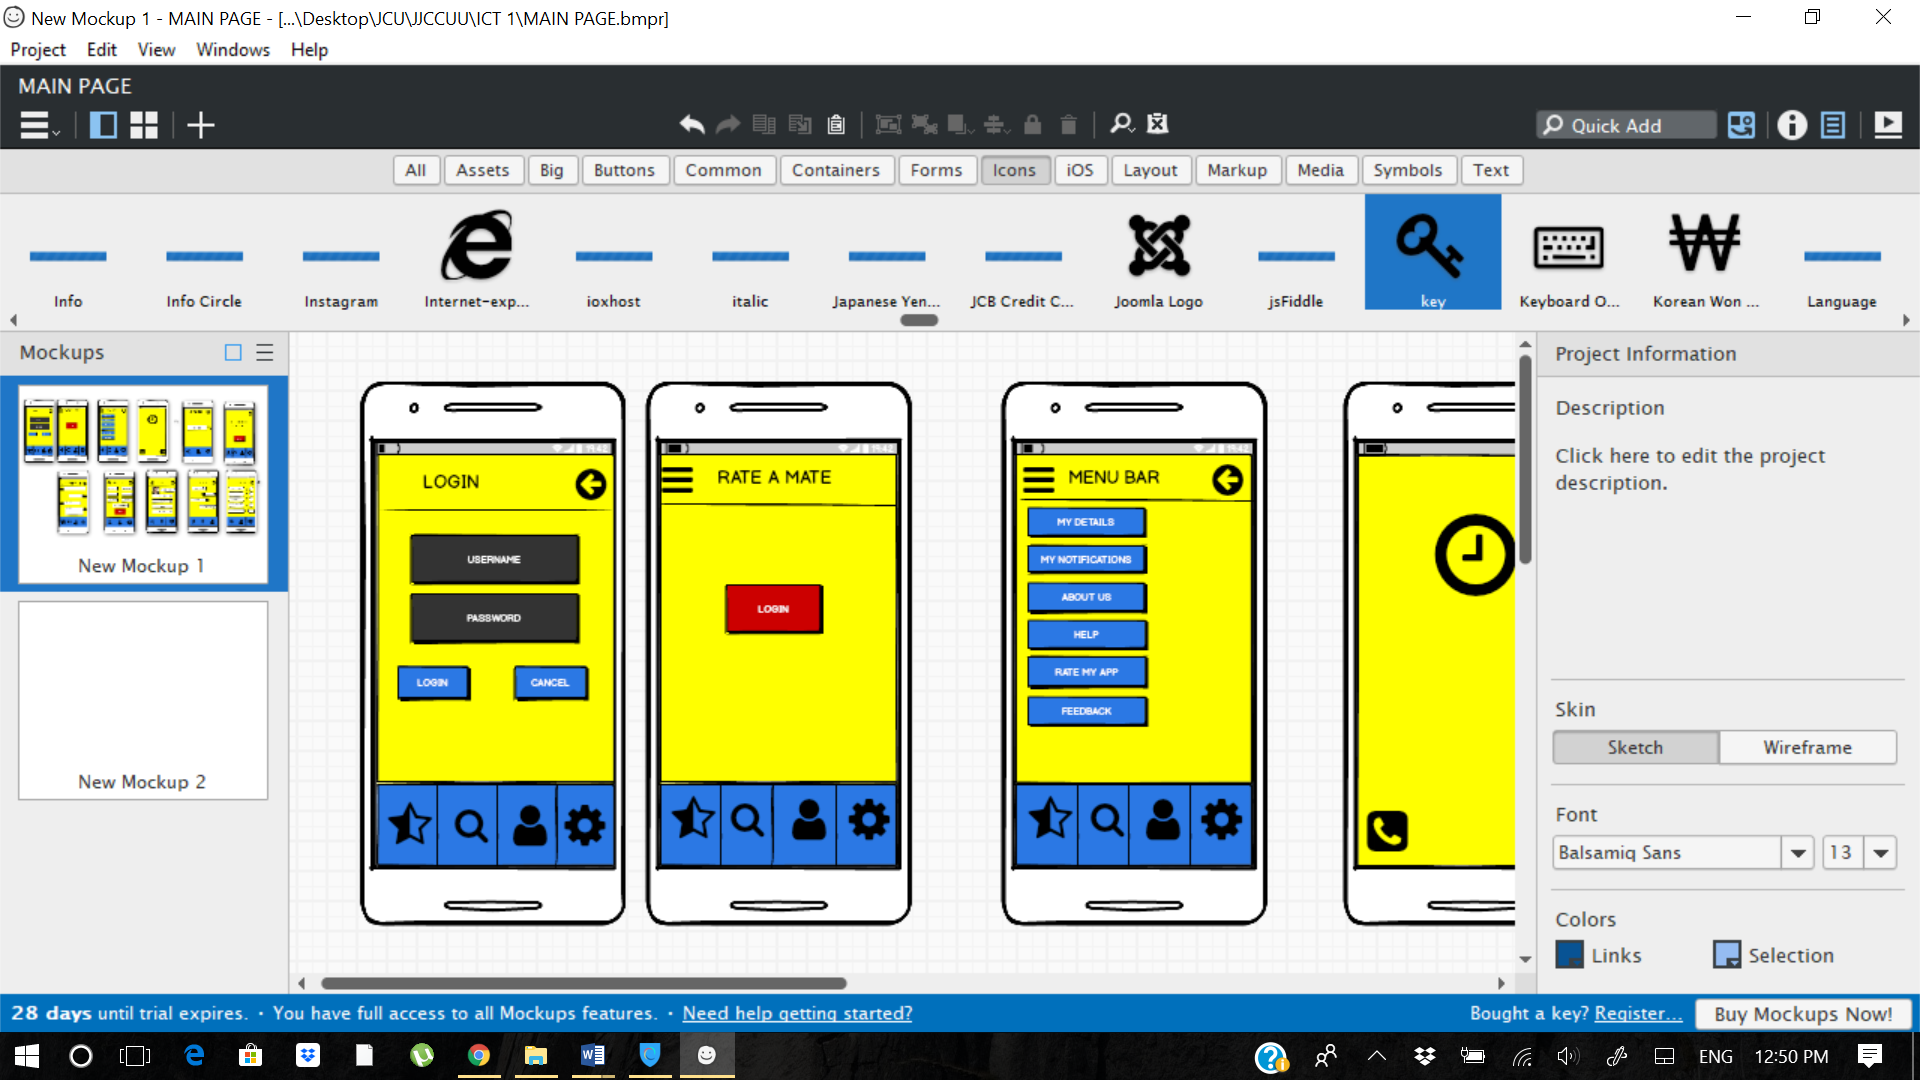 New Mockup 1 - MAIN PAGE - [...\Desktop\JCU\JJCCUU\ICT 1\MAIN PAGE.bmpr]
Project Edit View Windows Help
MAIN PAGE
Quick Add
All Assets Big Buttons Common Containers Forms Icons iOS Layout Markup Media Symbols Text
Info Info Circle Instagram Internet-exp... ioxhost italic Japanese Yen... JCB Credit C... Joomla Logo jsFiddle key Keyboard O... Korean Won ... Language
Mockups
New Mockup 1
New Mockup 2
LOGIN
USERNAME
PASSWORD
LOGIN CANCEL
RATE A MATE
LOGIN
MENU BAR
MY DETAILS
MY NOTIFICATIONS
ABOUT US
HELP
RATE MY APP
FEEDBACK
Project Information
Description
Click here to edit the project
description.
Skin
Sketch Wireframe
Font
Balsamiq Sans 13
Colors
Links Selection
28 days until trial expires. · You have full access to all Mockups features. · Need help getting started?
Bought a key? Register... Buy Mockups Now!
ENG 12:50 PM